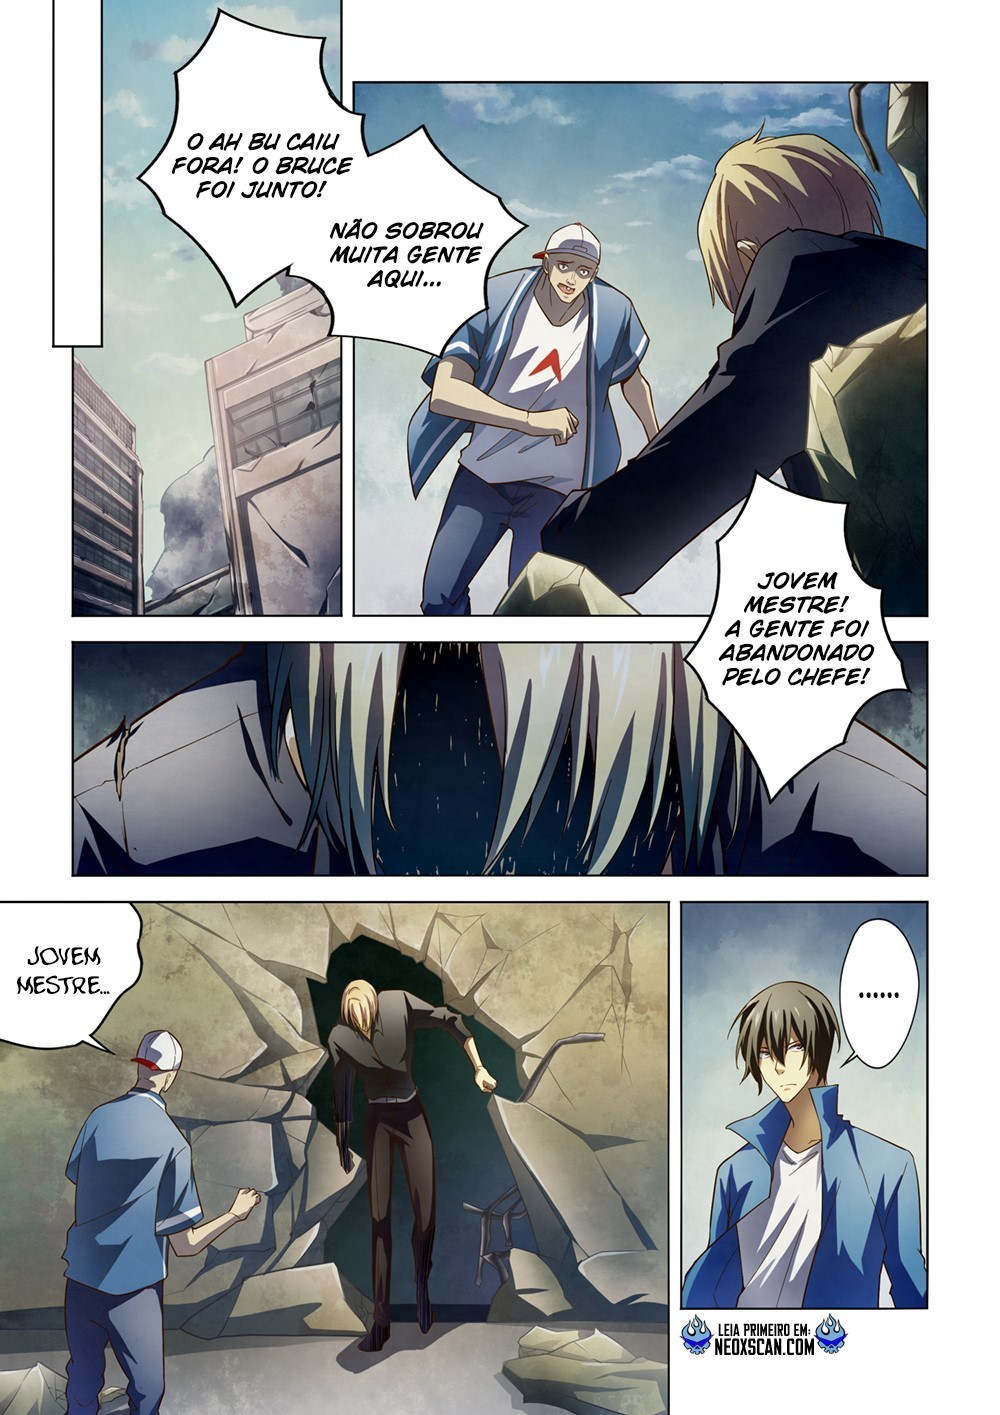 O AH BU CAIU
FORA! O BRUCE
FOI JUNTO!
NÃO SOBROU
MUITA GENTE
AQUI...
JOVEM
MESTRE!
A GENTE FOI
ABANDONADO
PELO CHEFE!
JOVEM
MESTRE...
......
LEIA PRIMEIRO EM:
NEOXSCAN.COM